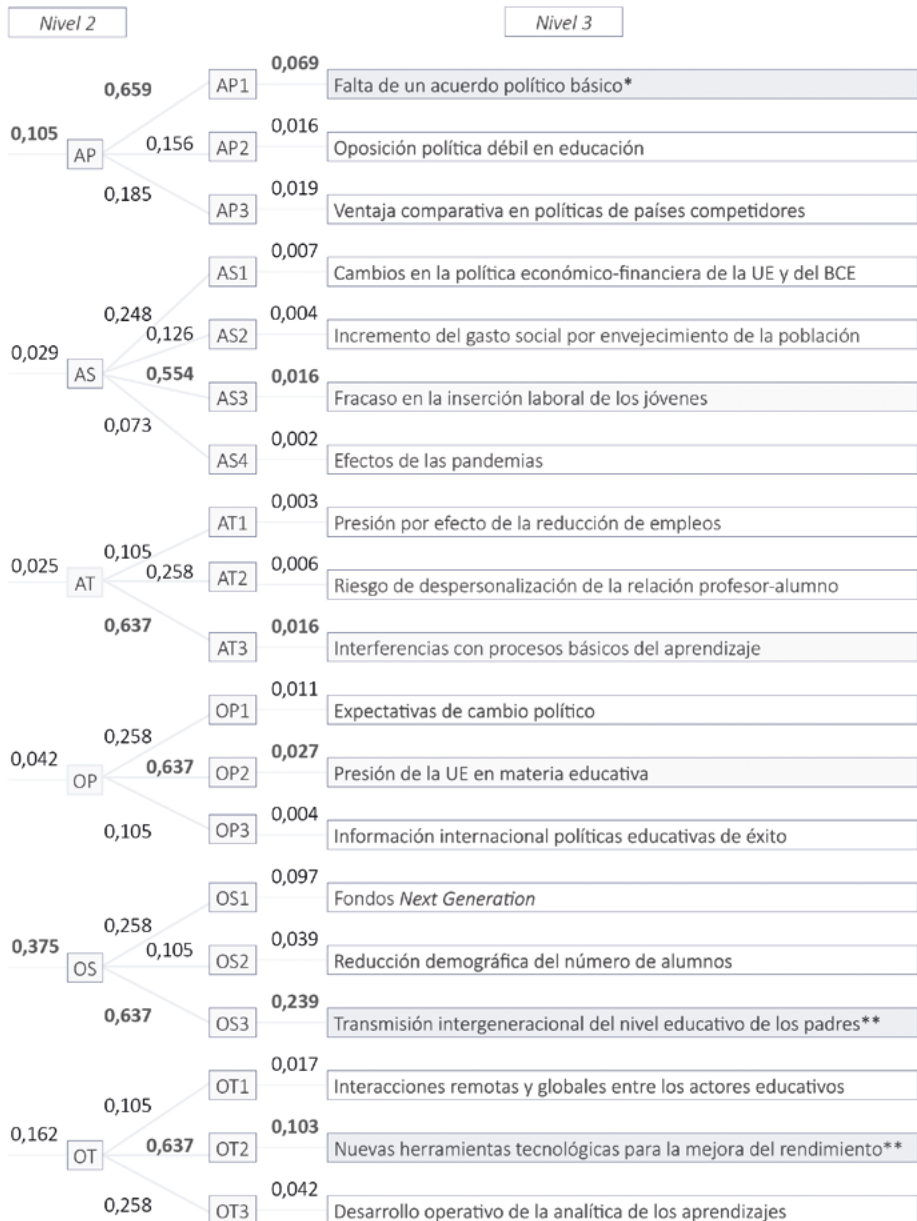 Nivel 2 Nivel 3
0,659 AP1 0,069 Falta de un acuerdo político básico*
0,105 AP 0,156 AP2 0,016 Oposición política débil en educación
0,185 AP3 0,019 Ventaja comparativa en políticas de países competidores
0,248 AS1 0,007 Cambios en la política económico-financiera de la UE y del BCE
0,126 AS2 0,004 Incremento del gasto social por envejecimiento de la población
0,029 AS 0,554 AS3 0,016 Fracaso en la inserción laboral de los jóvenes
0,073 AS4 0,002 Efectos de las pandemias
0,105 AT1 0,003 Presión por efecto de la reducción de empleos
0,025 AT 0,258 AT2 0,006 Riesgo de despersonalización de la relación profesor-alumno
0,637 AT3 0,016 Interferencias con procesos básicos del aprendizaje
0,258 OP1 0,011 Expectativas de cambio político
0,042 OP 0,637 OP2 0,027 Presión de la UE en materia educativa
0,105 OP3 0,004 Información internacional políticas educativas de éxito
0,258 OS1 0,097 Fondos Next Generation
0,375 OS 0,105 OS2 0,039 Reducción demográfica del número de alumnos
0,637 OS3 0,239 Transmisión intergeneracional del nivel educativo de los padres**
0,105 OT1 0,017 Interacciones remotas y globales entre los actores educativos
0,162 OT 0,637 OT2 0,103 Nuevas herramientas tecnológicas para la mejora del rendimiento**
0,258 OT3 0,042 Desarrollo operativo de la analítica de los aprendizajes